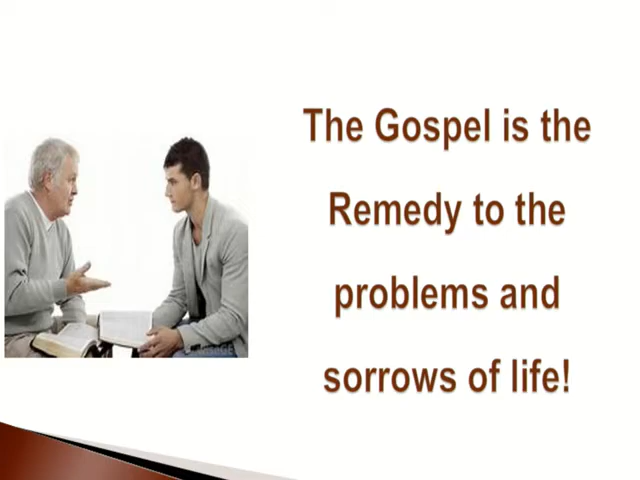 The Gospel is the
Remedy to the
problems and
sorrows of life!